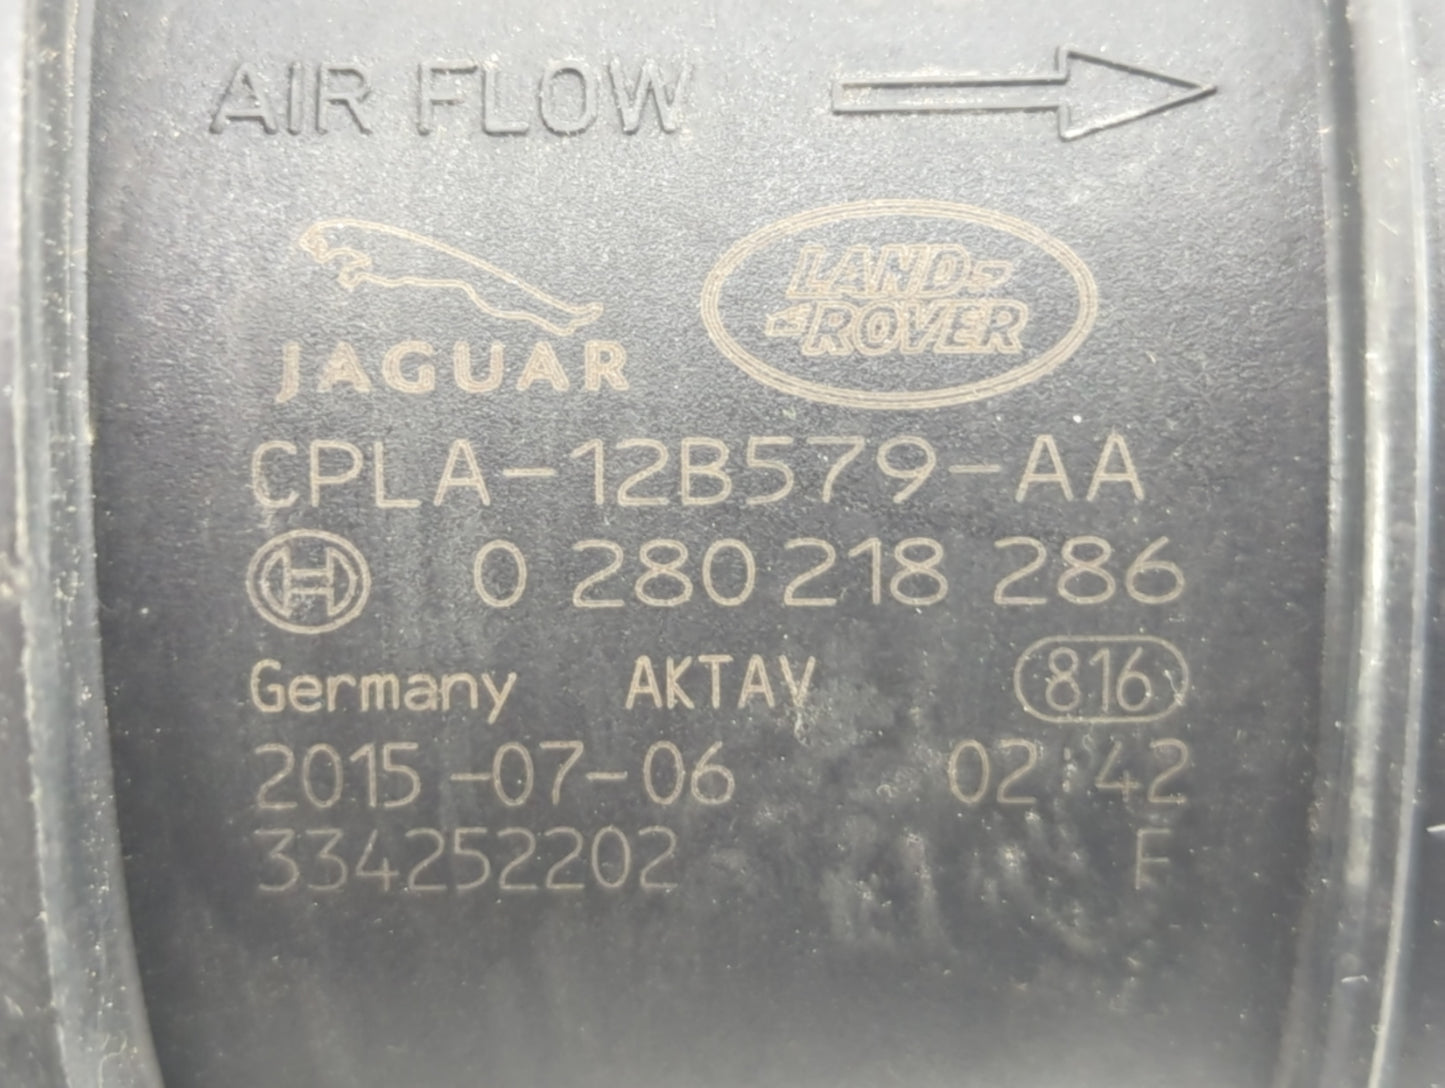 AIR FLOW
JAGUAR
LAND-
-ROVER
CPLA-12B579-AA
0 280 218 286
Germany AKTAV 816
2015-07-06 02:42
334252202 F